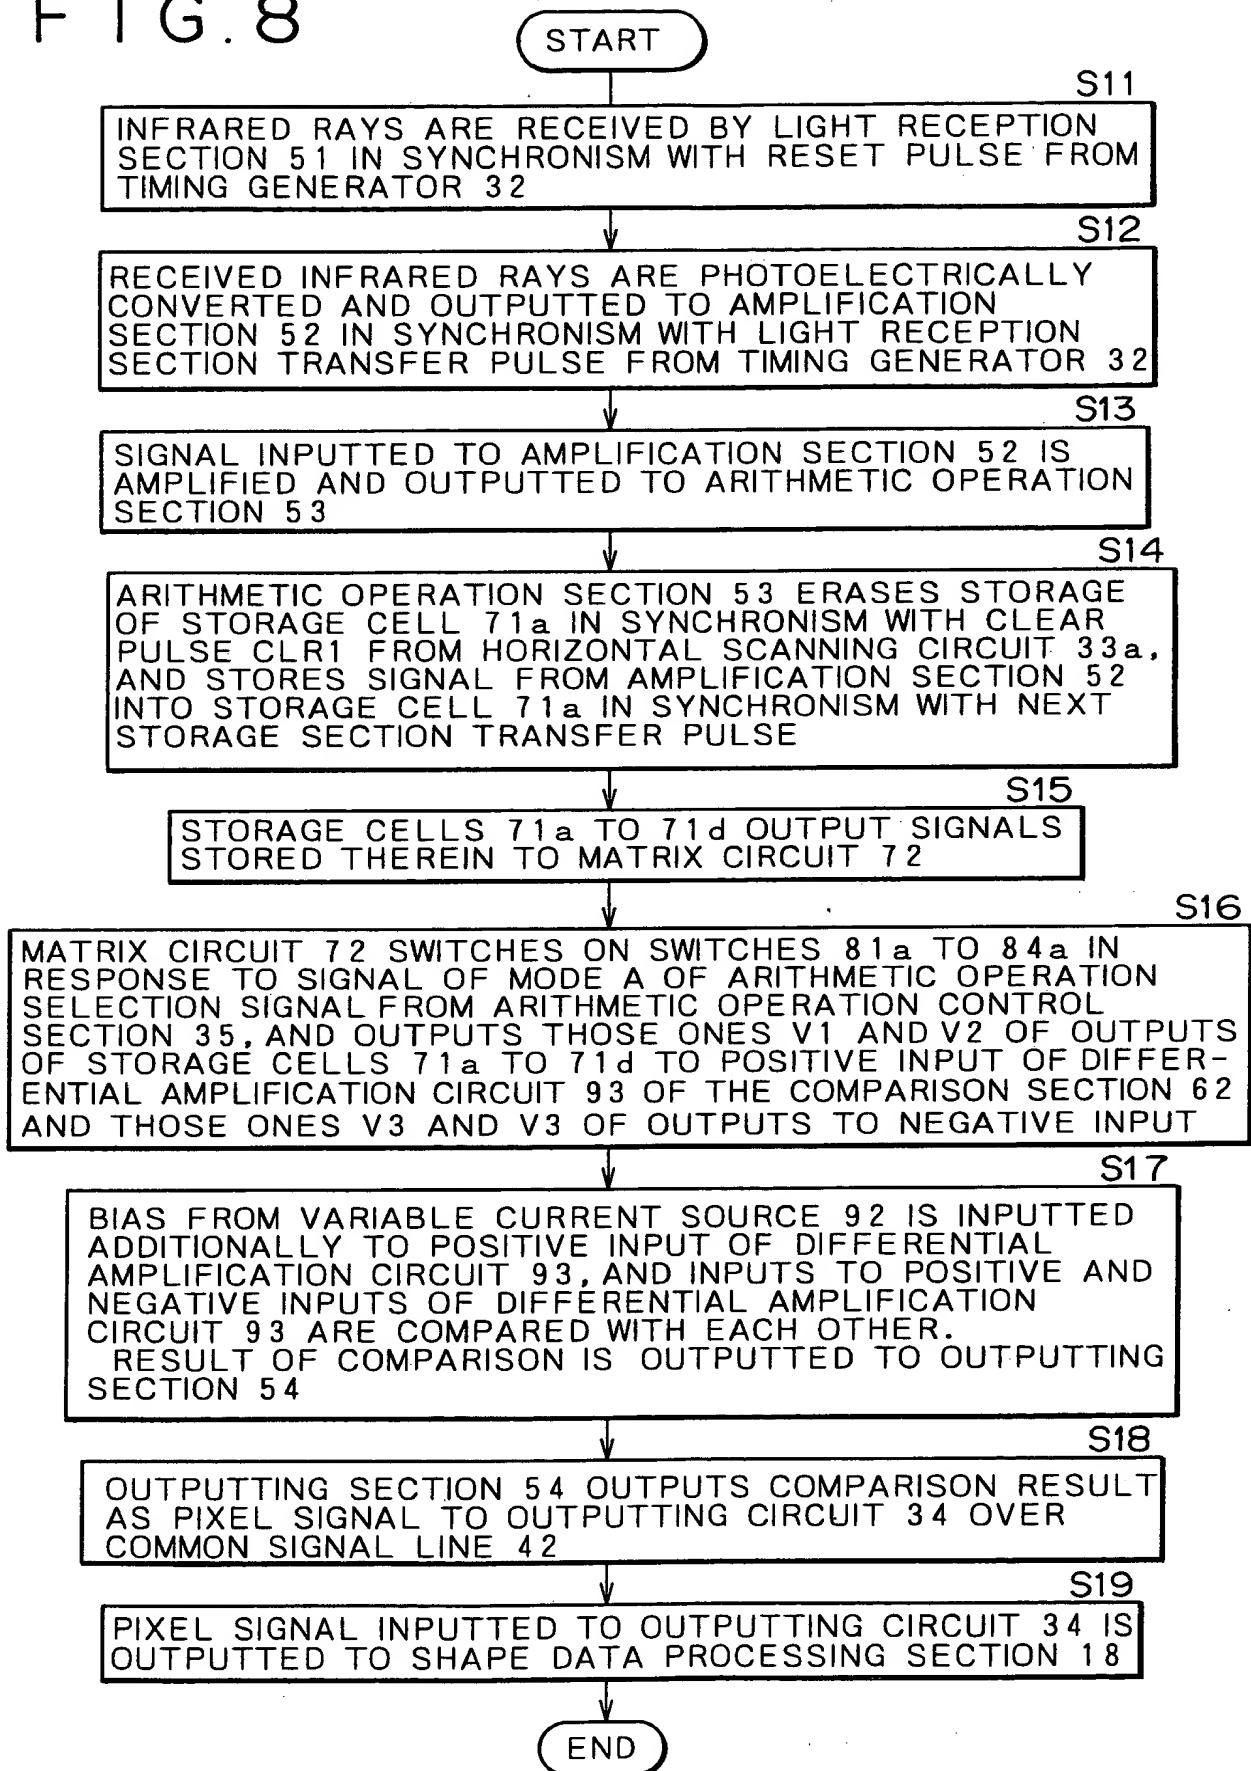 FIG.8
START
S11
INFRARED RAYS ARE RECEIVED BY LIGHT RECEPTION
SECTION 51 IN SYNCHRONISM WITH RESET PULSE FROM
TIMING GENERATOR 32
S12
RECEIVED INFRARED RAYS ARE PHOTOELECTRICALLY
CONVERTED AND OUTPUTTED TO AMPLIFICATION
SECTION 52 IN SYNCHRONISM WITH LIGHT RECEPTION
SECTION TRANSFER PULSE FROM TIMING GENERATOR 32
S13
SIGNAL INPUTTED TO AMPLIFICATION SECTION 52 IS
AMPLIFIED AND OUTPUTTED TO ARITHMETIC OPERATION
SECTION 53
S14
ARITHMETIC OPERATION SECTION 53 ERASES STORAGE
OF STORAGE CELL 71a IN SYNCHRONISM WITH CLEAR
PULSE CLR1 FROM HORIZONTAL SCANNING CIRCUIT 33a,
AND STORES SIGNAL FROM AMPLIFICATION SECTION 52
INTO STORAGE CELL 71a IN SYNCHRONISM WITH NEXT
STORAGE SECTION TRANSFER PULSE
S15
STORAGE CELLS 71a TO 71d OUTPUT SIGNALS
STORED THEREIN TO MATRIX CIRCUIT 72
S16
MATRIX CIRCUIT 72 SWITCHES ON SWITCHES 81a TO 84a IN
RESPONSE TO SIGNAL OF MODE A OF ARITHMETIC OPERATION
SELECTION SIGNAL FROM ARITHMETIC OPERATION CONTROL
SECTION 35, AND OUTPUTS THOSE ONES V1 AND V2 OF OUTPUTS
OF STORAGE CELLS 71a TO 71d TO POSITIVE INPUT OF DIFFER-
ENTIAL AMPLIFICATION CIRCUIT 93 OF THE COMPARISON SECTION 62
AND THOSE ONES V3 AND V3 OF OUTPUTS TO NEGATIVE INPUT
S17
BIAS FROM VARIABLE CURRENT SOURCE 92 IS INPUTTED
ADDITIONALLY TO POSITIVE INPUT OF DIFFERENTIAL
AMPLIFICATION CIRCUIT 93, AND INPUTS TO POSITIVE AND
NEGATIVE INPUTS OF DIFFERENTIAL AMPLIFICATION
CIRCUIT 93 ARE COMPARED WITH EACH OTHER.
RESULT OF COMPARISON IS OUTPUTTED TO OUTPUTTING
SECTION 54
S18
OUTPUTTING SECTION 54 OUTPUTS COMPARISON RESULT
AS PIXEL SIGNAL TO OUTPUTTING CIRCUIT 34 OVER
COMMON SIGNAL LINE 42
S19
PIXEL SIGNAL INPUTTED TO OUTPUTTING CIRCUIT 34 IS
OUTPUTTED TO SHAPE DATA PROCESSING SECTION 18
END